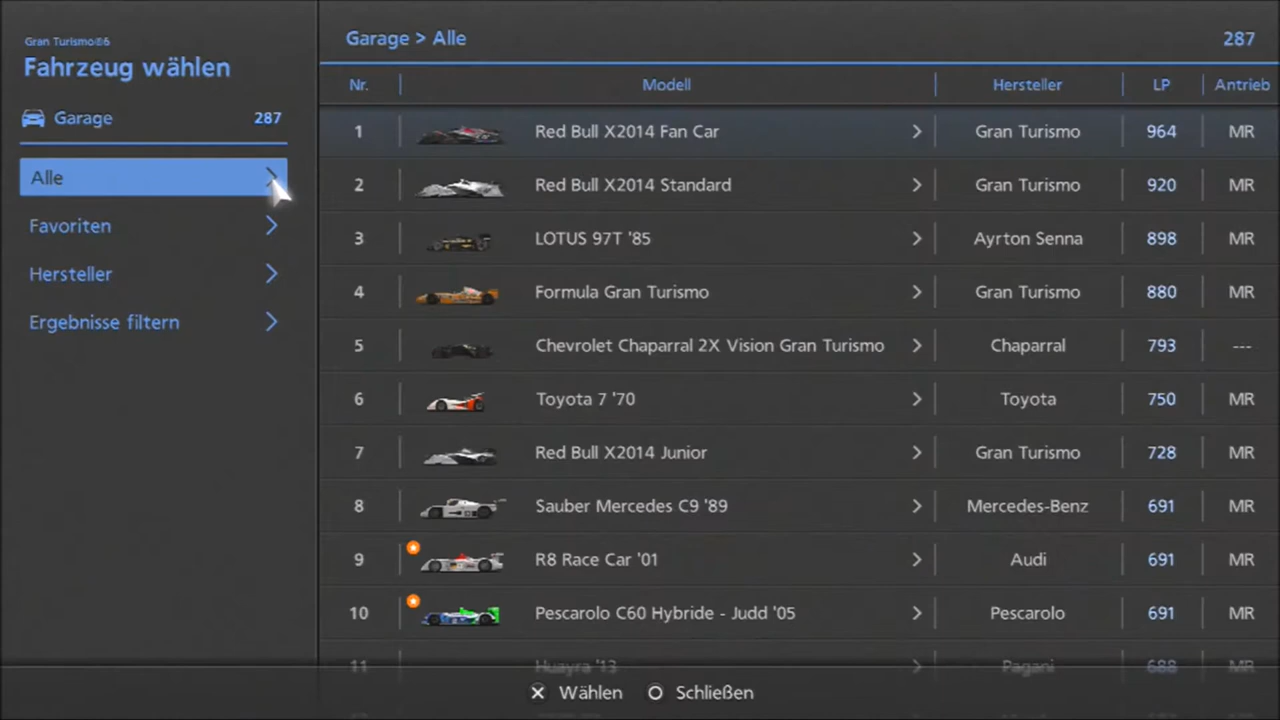 Gran Turismo®6
Fahrzeug wählen
Garage 287
Alle
Favoriten
Hersteller
Ergebnisse filtern
Garage > Alle 287
Nr. Modell Hersteller LP Antrieb
1 Red Bull X2014 Fan Car Gran Turismo 964 MR
2 Red Bull X2014 Standard Gran Turismo 920 MR
3 LOTUS 97T '85 Ayrton Senna 898 MR
4 Formula Gran Turismo Gran Turismo 880 MR
5 Chevrolet Chaparral 2X Vision Gran Turismo Chaparral 793 ---
6 Toyota 7 '70 Toyota 750 MR
7 Red Bull X2014 Junior Gran Turismo 728 MR
8 Sauber Mercedes C9 '89 Mercedes-Benz 691 MR
9 R8 Race Car '01 Audi 691 MR
10 Pescarolo C60 Hybride - Judd '05 Pescarolo 691 MR
11 Huayra '13 Pagani 688 MR
Wählen Schließen